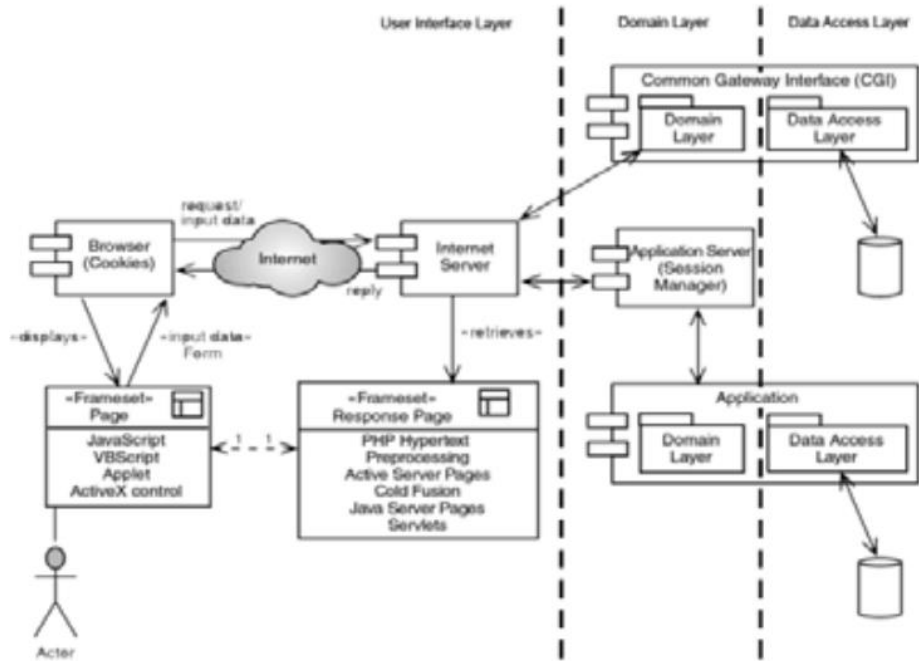 User Interface Layer
Domain Layer
Data Access Layer
Common Gateway Interface (CGI)
Domain
Layer
Data Access
Layer
request/
input data
Browser
(Cookies)
Internet
reply
Internet
Server
Application Server
(Session
Manager)
~displays~
~input data~
Form
~retrieves~
«Frameset»
Page
JavaScript
VBScript
Applet
ActiveX control
1 1
«Frameset»
Response Page
PHP Hypertext
Preprocessing
Active Server Pages
Cold Fusion
Java Server Pages
Servlets
Application
Domain
Layer
Data Access
Layer
Acter